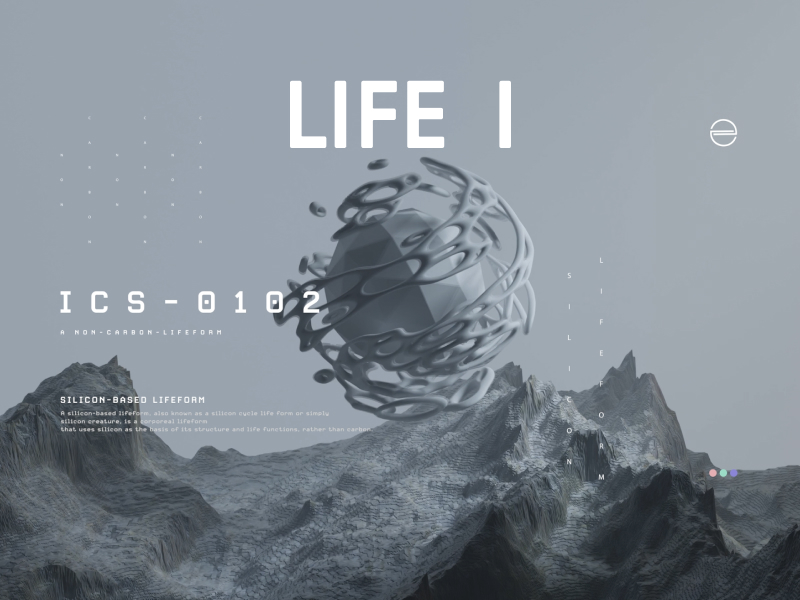 LIFE I
ICS-0102
A NON-CARBON-LIFEFORM
SILICON-BASED LIFEFORM
A silicon-based lifeform, also known as a silicon cycle life form or simply
silicon creature, is a corporeal lifeform
that uses silicon as the basis of its structure and life functions, rather than carbon.
SILICON
LIFEFORM